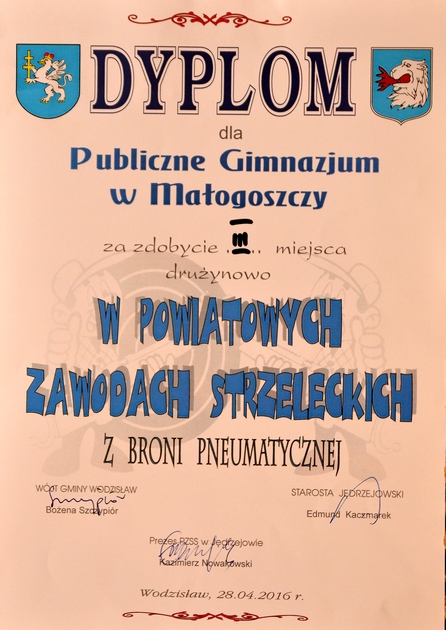 DYPLOM
dla
Publiczne Gimnazjum
w Małogoszczy
za zdobycie . III .. miejsca
drużynowo
W POWIATOWYCH
ZAWODACH STRZELECKICH
Z BRONI PNEUMATYCZNEJ
WÓJT GMINY WODZISŁAW
Bożena Szczypiór
STAROSTA JĘDRZEJOWSKI
Edmund Kaczmarek
Prezes PZSS w Jędrzejowie
Kazimierz Nowakowski
Wodzisław, 28.04.2016 r.